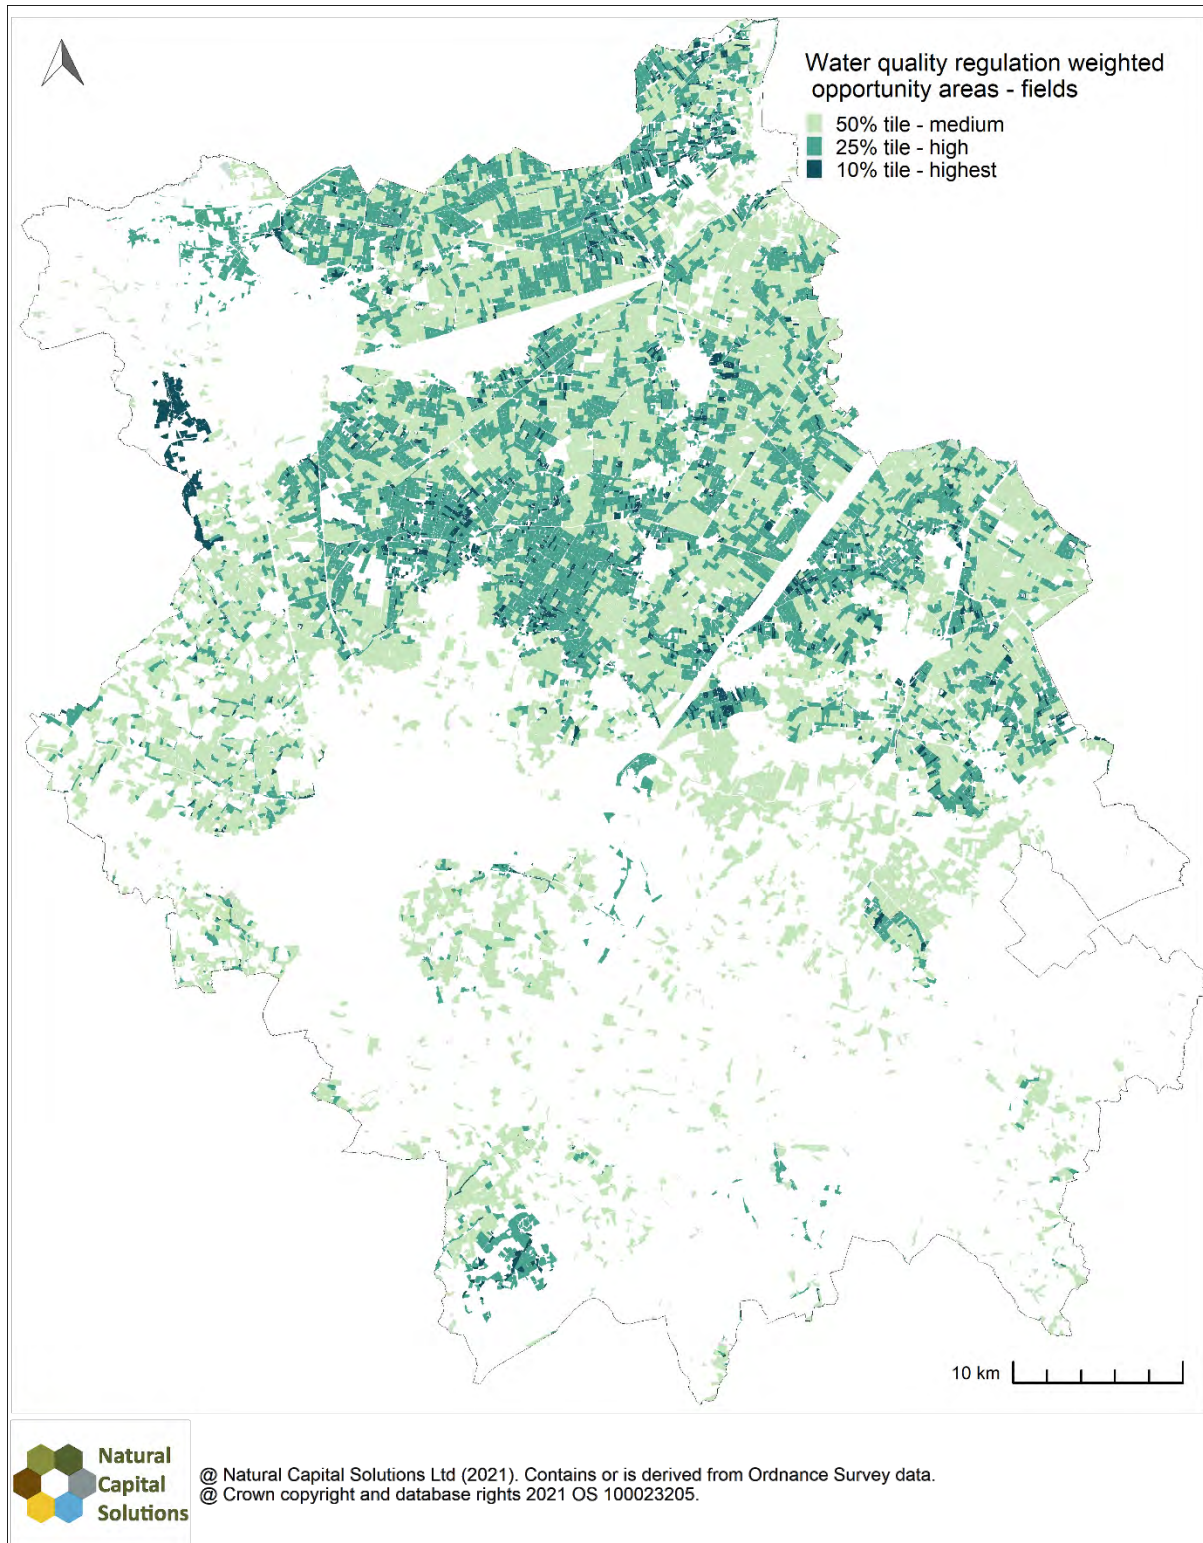 Water quality regulation weighted
opportunity areas - fields
50% tile - medium
25% tile - high
10% tile - highest
10 km
Natural
Capital
Solutions
@ Natural Capital Solutions Ltd (2021). Contains or is derived from Ordnance Survey data.
@ Crown copyright and database rights 2021 OS 100023205.